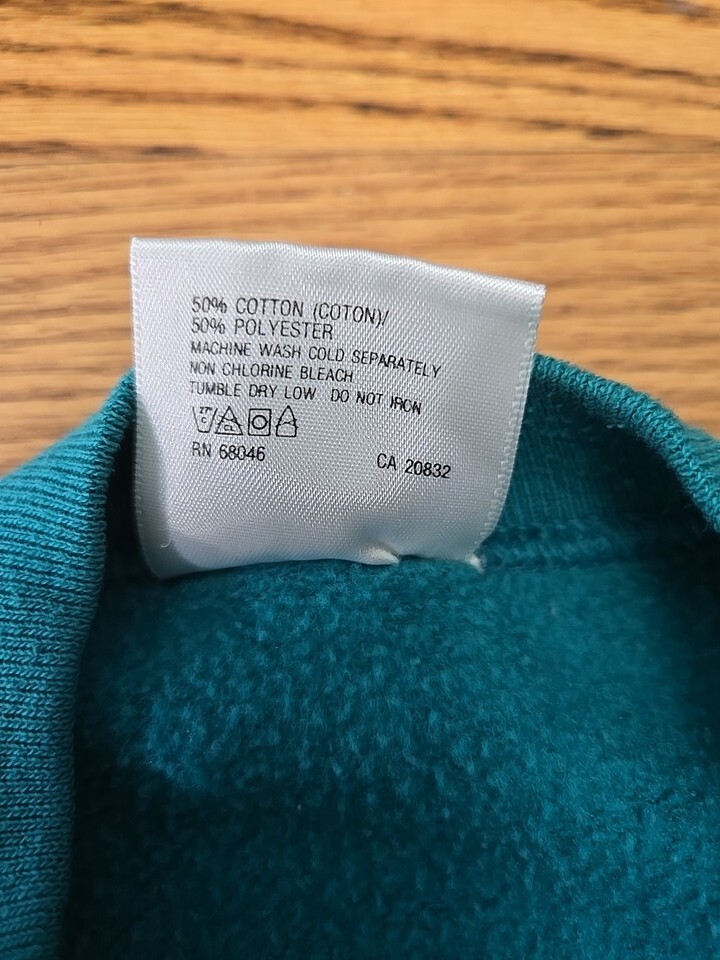 50% COTTON (COTON)/
50% POLYESTER
MACHINE WASH COLD SEPARATELY
NON CHLORINE BLEACH
TUMBLE DRY LOW DO NOT IRON
RN 68046 CA 20832